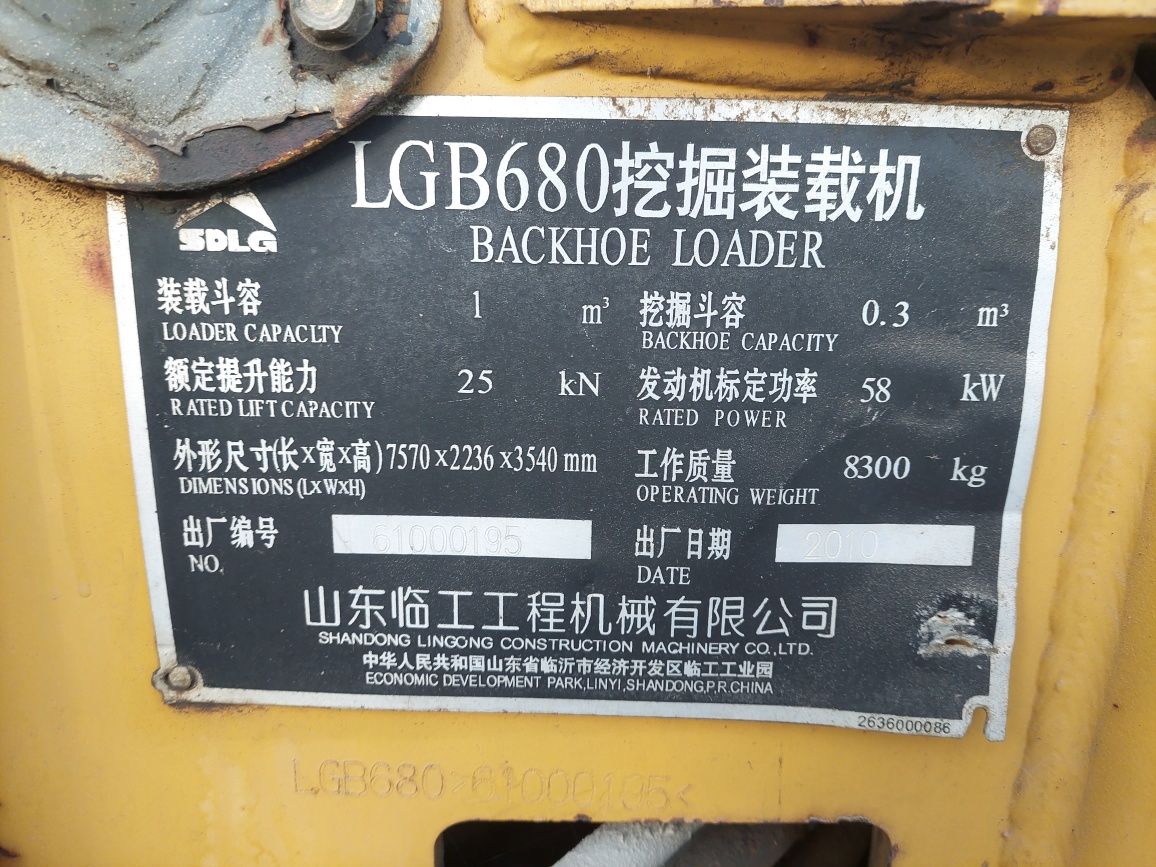 LGB680挖掘装载机
SDLG
BACKHOE LOADER
装载斗容 1 m³ 挖掘斗容 0.3 m³
LOADER CAPACLTY BACKHOE CAPACITY
额定提升能力 25 kN 发动机标定功率 58 kW
RATED LIFT CAPACITY RATED POWER
外形尺寸(长×宽×高) 7570×2236×3540 mm 工作质量 8300 kg
DIMENSIONS (L×W×H) OPERATING WEIGHT
出厂编号 61000195 出厂日期 2010
NO. DATE
山东临工工程机械有限公司
SHANDONG LINGONG CONSTRUCTION MACHINERY CO.,LTD.
中华人民共和国山东省临沂市经济开发区临工工业园
ECONOMIC DEVELOPMENT PARK,LINYI,SHANDONG,P.R.CHINA
2636000086
LGB680>61000195<